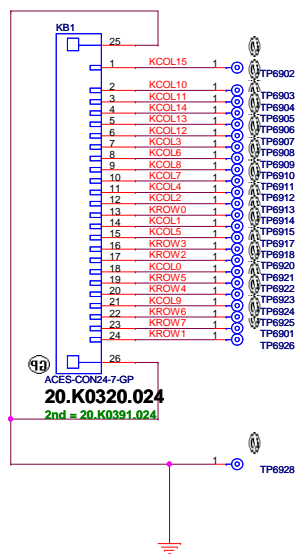 KB1
25
1 KCOL15 1 TP6902
2 KCOL10 1 TP6903
3 KCOL11 1 TP6904
4 KCOL14 1 TP6905
5 KCOL13 1 TP6906
6 KCOL12 1 TP6907
7 KCOL3 1 TP6908
8 KCOL6 1 TP6909
9 KCOL8 1 TP6910
10 KCOL7 1 TP6911
11 KCOL4 1 TP6912
12 KCOL2 1 TP6913
13 KROW0 1 TP6914
14 KCOL1 1 TP6915
15 KCOL5 1 TP6917
16 KROW3 1 TP6918
17 KROW2 1 TP6920
18 KCOL0 1 TP6921
19 KROW5 1 TP6922
20 KROW4 1 TP6923
21 KCOL9 1 TP6924
22 KROW6 1 TP6925
23 KROW7 1 TP6901
24 KROW1 1 TP6926
26
GP
ACES-CON24-7-GP
20.K0320.024
2nd = 20.K0391.024
1 TP6928